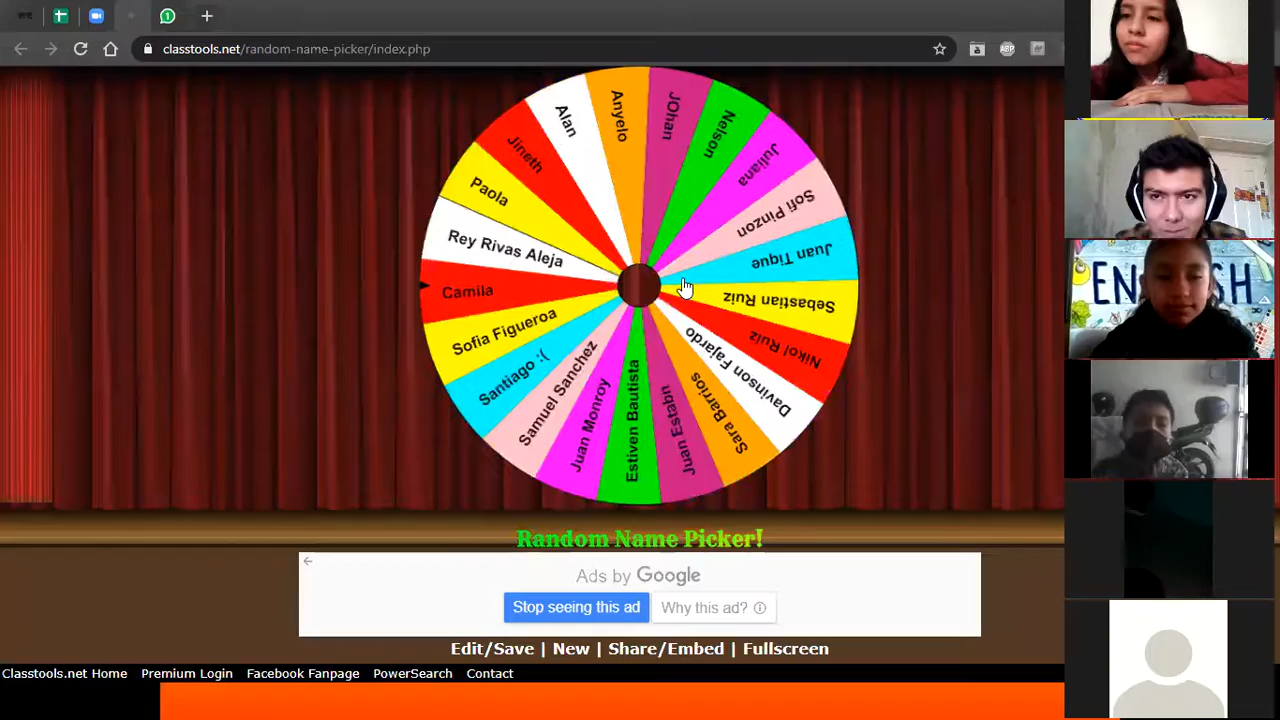 1
classtools.net/random-name-picker/index.php
ABP
Anyelo
JOhan
Nelson
Juliana
Sofi Pinzon
Juan Tique
Sebastian Ruiz
Nikol Ruiz
Davinson Fajardo
Sara Barrios
Juan Estabn
Estiven Bautista
Juan Monroy
Samuel Sanchez
Santiago :(
Sofia Figueroa
Camila
Rey Rivas Aleja
Paola
Jineth
Alan
Random Name Picker!
Ads by Google
Stop seeing this ad
Why this ad?
Edit/Save | New | Share/Embed | Fullscreen
Classtools.net Home Premium Login Facebook Fanpage PowerSearch Contact